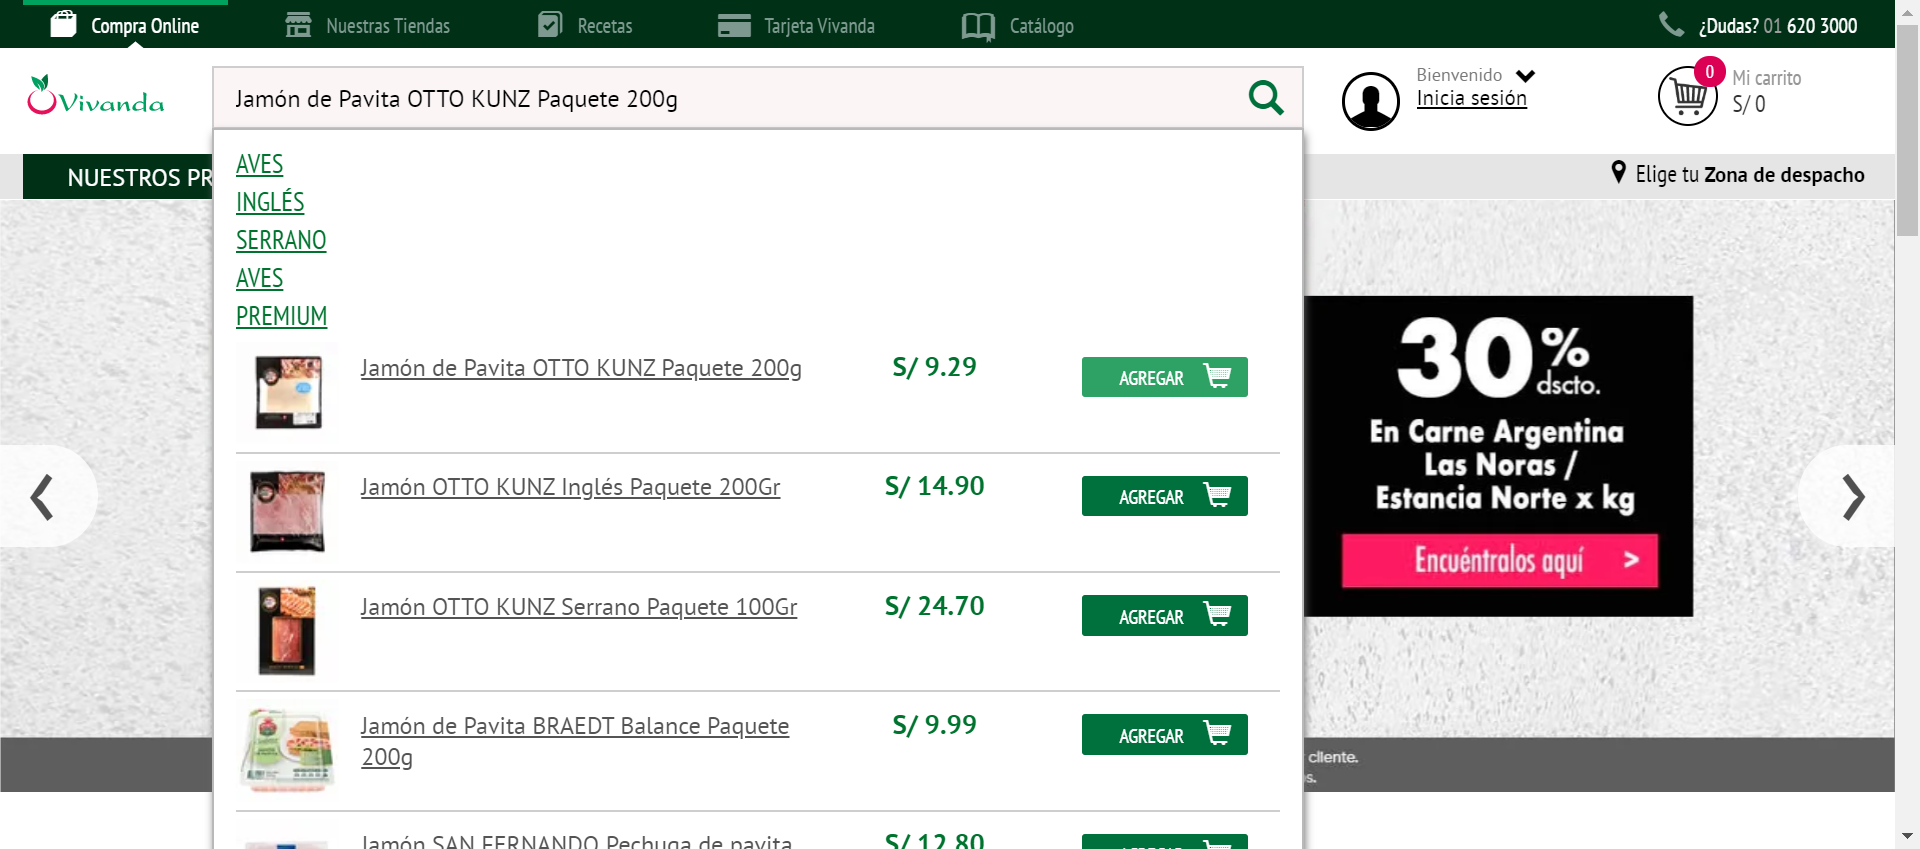 Compra Online
Nuestras Tiendas
Recetas
Tarjeta Vivanda
Catálogo
¿Dudas? 01 620 3000
Vivanda
Jamón de Pavita OTTO KUNZ Paquete 200g
Bienvenido
Inicia sesión
0
Mi carrito
S/ 0
NUESTROS PR
Elige tu Zona de despacho
AVES
INGLÉS
SERRANO
AVES
PREMIUM
Jamón de Pavita OTTO KUNZ Paquete 200g
S/ 9.29
AGREGAR
Jamón OTTO KUNZ Inglés Paquete 200Gr
S/ 14.90
AGREGAR
Jamón OTTO KUNZ Serrano Paquete 100Gr
S/ 24.70
AGREGAR
Jamón de Pavita BRAEDT Balance Paquete
200g
S/ 9.99
AGREGAR
Jamón SAN FERNANDO Pechuga de pavita
S/ 12.80
30%
dscto.
En Carne Argentina
Las Noras /
Estancia Norte x kg
Encuéntralos aquí >
cliente.
s.